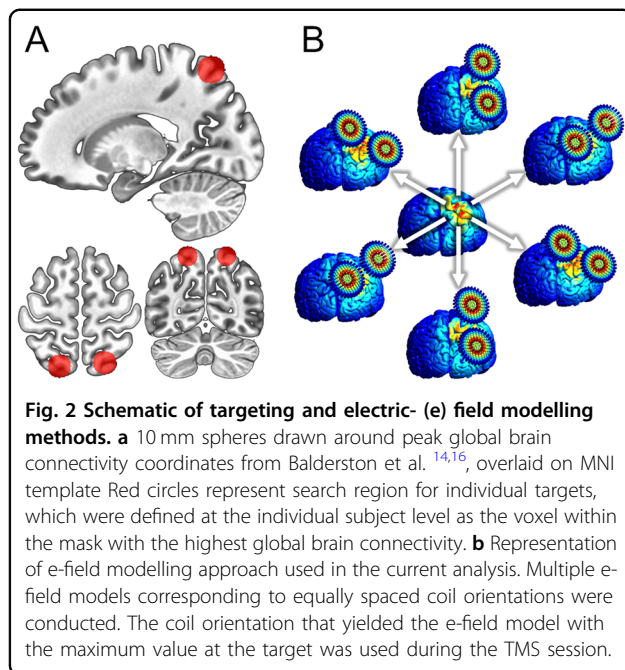 A
B
Fig. 2 Schematic of targeting and electric- (e) field modelling
methods. a 10 mm spheres drawn around peak global brain
connectivity coordinates from Balderston et al. 14,16, overlaid on MNI
template Red circles represent search region for individual targets,
which were defined at the individual subject level as the voxel within
the mask with the highest global brain connectivity. b Representation
of e-field modelling approach used in the current analysis. Multiple e-
field models corresponding to equally spaced coil orientations were
conducted. The coil orientation that yielded the e-field model with
the maximum value at the target was used during the TMS session.